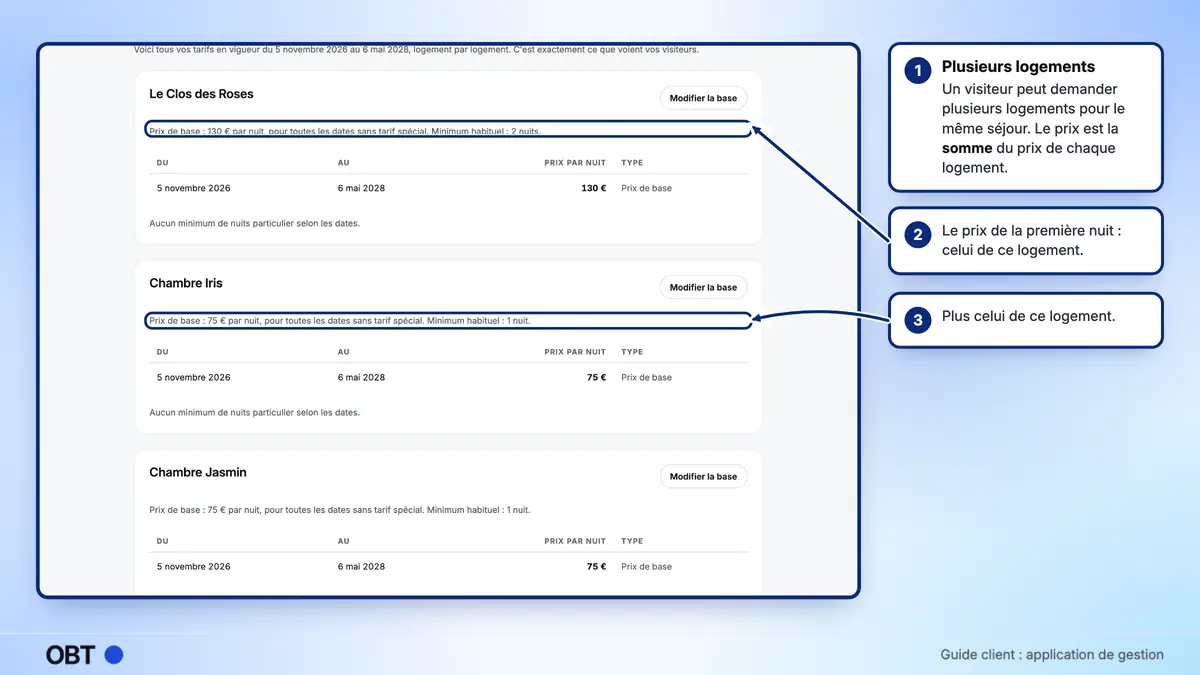 Voici tous vos tarifs en vigueur du 5 novembre 2026 au 6 mai 2028, logement par logement. C'est exactement ce que voient vos visiteurs.
Le Clos des Roses
Modifier la base
Prix de base : 130 € par nuit, pour toutes les dates sans tarif spécial. Minimum habituel : 2 nuits.
DU AU PRIX PAR NUIT TYPE
5 novembre 2026 6 mai 2028 130 € Prix de base
Aucun minimum de nuits particulier selon les dates.
Chambre Iris
Modifier la base
Prix de base : 75 € par nuit, pour toutes les dates sans tarif spécial. Minimum habituel : 1 nuit.
DU AU PRIX PAR NUIT TYPE
5 novembre 2026 6 mai 2028 75 € Prix de base
Aucun minimum de nuits particulier selon les dates.
Chambre Jasmin
Modifier la base
Prix de base : 75 € par nuit, pour toutes les dates sans tarif spécial. Minimum habituel : 1 nuit.
DU AU PRIX PAR NUIT TYPE
5 novembre 2026 6 mai 2028 75 € Prix de base
1 Plusieurs logements
Un visiteur peut demander
plusieurs logements pour le
même séjour. Le prix est la
somme du prix de chaque
logement.
2 Le prix de la première nuit :
celui de ce logement.
3 Plus celui de ce logement.
OBT
Guide client : application de gestion